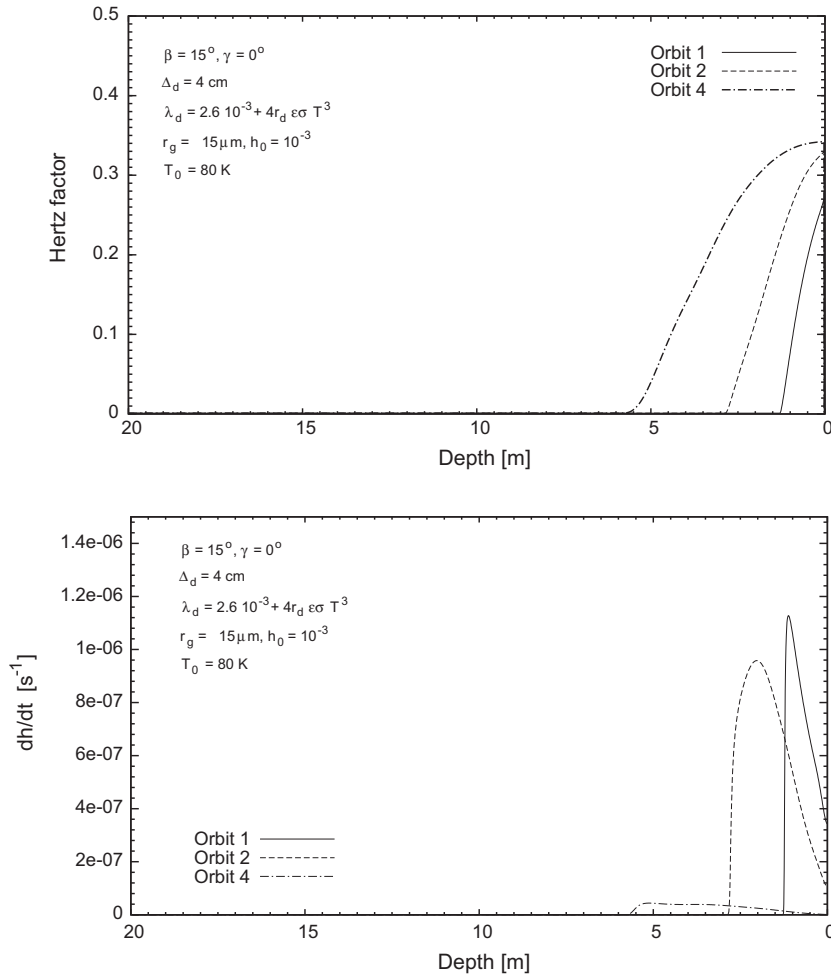 0.5
β = 15°, γ = 0°
Δd = 4 cm
λd = 2.6 10⁻³ + 4rd εσ T³
rg = 15μm, h0 = 10⁻³
T0 = 80 K
Orbit 1
Orbit 2
Orbit 4
0.4
0.3
0.2
0.1
0
Hertz factor
20 15 10 5 0
Depth [m]
1.4e-06
1.2e-06
1e-06
8e-07
6e-07
4e-07
2e-07
0
dh/dt [s⁻¹]
β = 15°, γ = 0°
Δd = 4 cm
λd = 2.6 10⁻³ + 4rd εσ T³
rg = 15μm, h0 = 10⁻³
T0 = 80 K
Orbit 1
Orbit 2
Orbit 4
20 15 10 5 0
Depth [m]